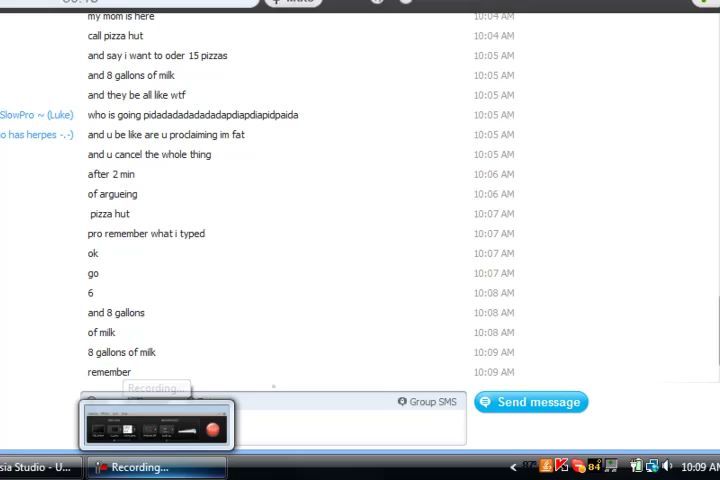 my mom is here 10:04 AM
call pizza hut 10:04 AM
and say i want to oder 15 pizzas 10:05 AM
and 8 gallons of milk 10:05 AM
and they be all like wtf 10:05 AM
SlowPro ~ (Luke) who is going pidadadadadadadapdiapdiapidpaida 10:05 AM
o has herpes -.-) and u be like are u proclaiming im fat 10:05 AM
and u cancel the whole thing 10:05 AM
after 2 min 10:06 AM
of argueing 10:06 AM
pizza hut 10:07 AM
pro remember what i typed 10:07 AM
ok 10:07 AM
go 10:07 AM
6 10:08 AM
and 8 gallons 10:08 AM
of milk 10:08 AM
8 gallons of milk 10:09 AM
remember 10:09 AM
Recording...
Group SMS Send message
sia Studio - U... Recording... 84° 10:09 AM